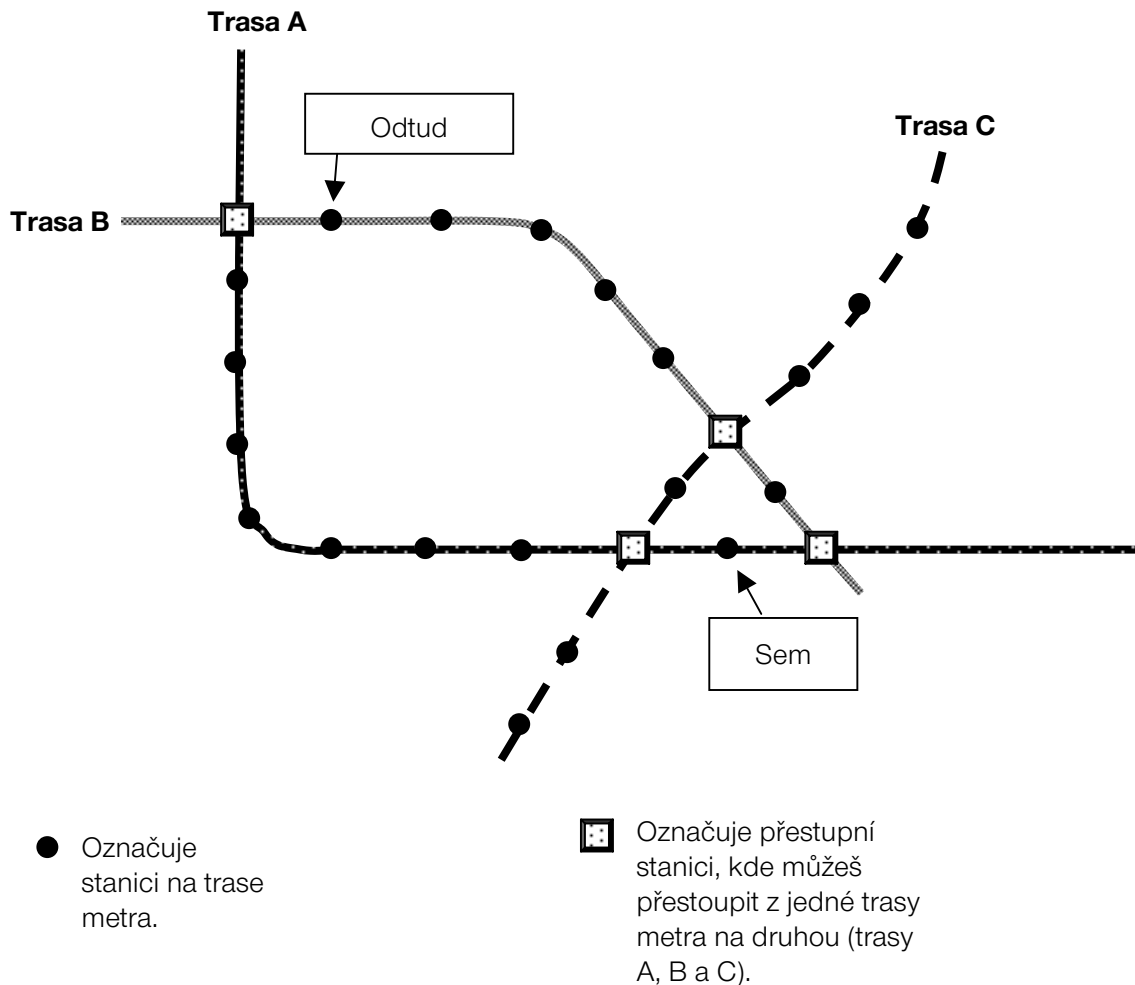 Trasa A
Odtud
Trasa C
Trasa B
Sem
Označuje
stanici na trase
metra.
Označuje přestupní
stanici, kde můžeš
přestoupit z jedné trasy
metra na druhou (trasy
A, B a C).